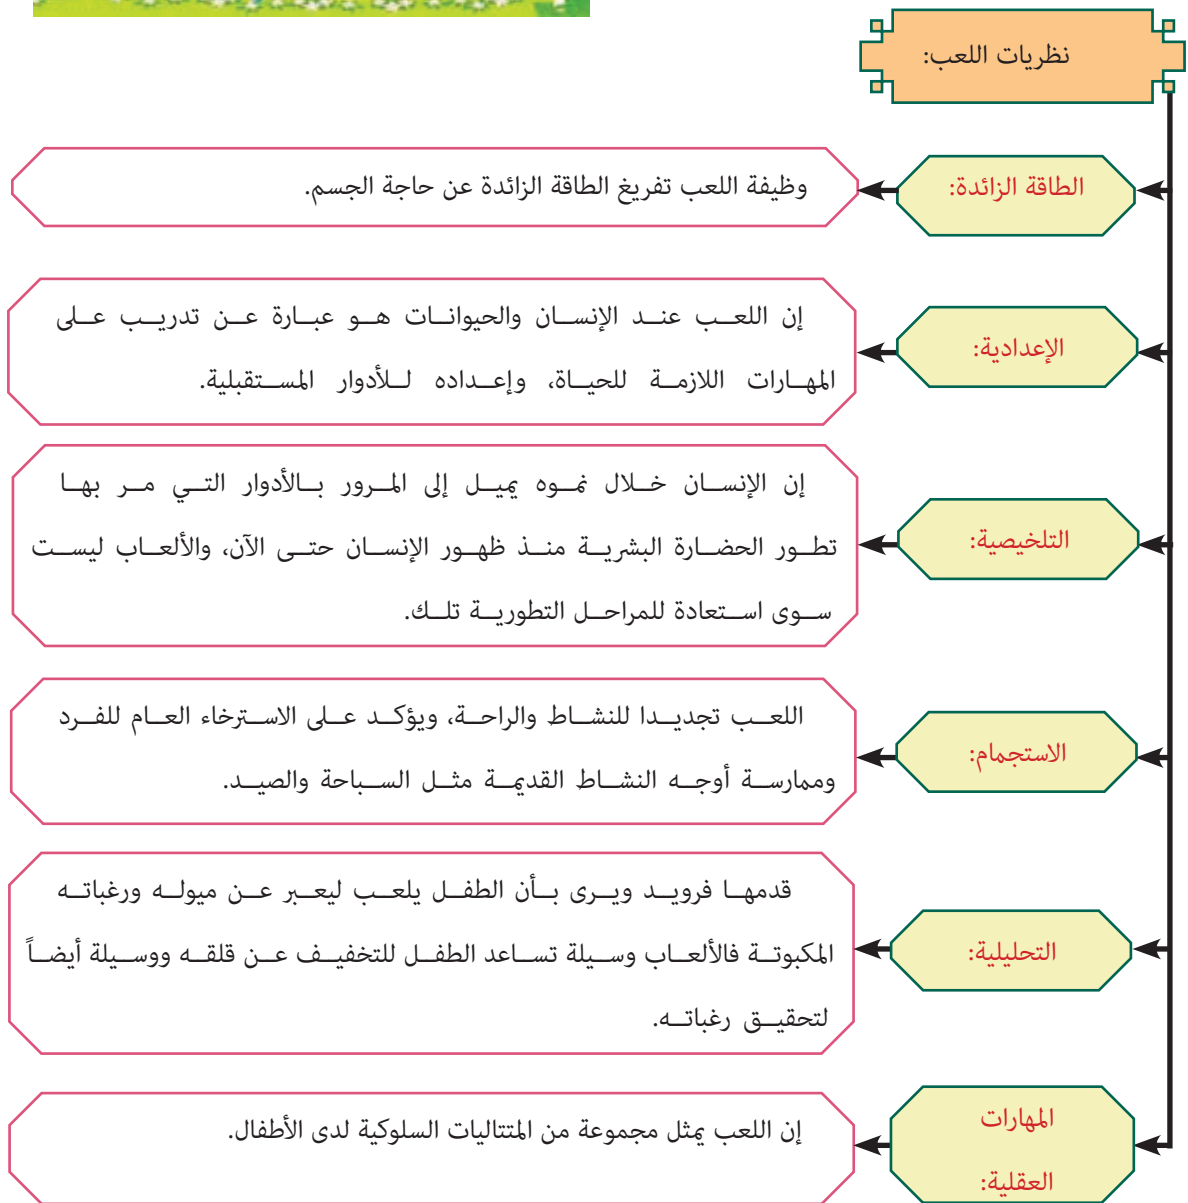 نظريات اللعب:
الطاقة الزائدة:
وظيفة اللعب تفريغ الطاقة الزائدة عن حاجة الجسم.
الإعدادية:
إن اللعب عند الإنسان والحيوانات هو عبارة عن تدريب على
المهارات اللازمة للحياة، وإعداده للأدوار المستقبلية.
التلخيصية:
إن الإنسان خلال نموه يميل إلى المرور بالأدوار التي مر بها
تطور الحضارة البشرية منذ ظهور الإنسان حتى الآن، والألعاب ليست
سوى استعادة للمراحل التطورية تلك.
الاستجمام:
اللعب تجديدا للنشاط والراحة، ويؤكد على الاسترخاء العام للفرد
وممارسة أوجه النشاط القديمة مثل السباحة والصيد.
التحليلية:
قدمها فرويد ويرى بأن الطفل يلعب ليعبر عن ميوله ورغباته
المكبوتة فالألعاب وسيلة تساعد الطفل للتخفيف عن قلقه ووسيلة أيضاً
لتحقيق رغباته.
المهارات
العقلية:
إن اللعب يمثل مجموعة من المتتاليات السلوكية لدى الأطفال.